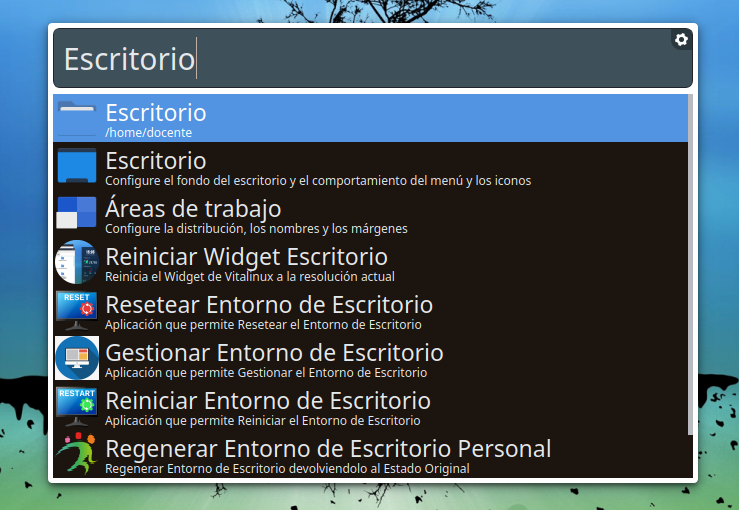 Escritorio
Escritorio
/home/docente
Escritorio
Configure el fondo del escritorio y el comportamiento del menú y los iconos
Áreas de trabajo
Configure la distribución, los nombres y los márgenes
Reiniciar Widget Escritorio
Reinicia el Widget de Vitalinux a la resolución actual
RESET
Resetear Entorno de Escritorio
Aplicación que permite Resetear el Entorno de Escritorio
Gestionar Entorno de Escritorio
Aplicación que permite Gestionar el Entorno de Escritorio
RESTART
Reiniciar Entorno de Escritorio
Aplicación que permite Reiniciar el Entorno de Escritorio
Regenerar Entorno de Escritorio Personal
Regenerar Entorno de Escritorio devolviendolo al Estado Original